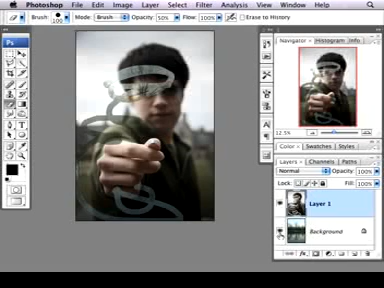 Photoshop File Edit Image Layer Select Filter Analysis View Window Help
Brush: 100 Mode: Brush Opacity: 50% Flow: 100% Erase to History
Ps
Navigator Histogram Info
12.5%
Color Swatches Styles
Layers Channels Paths
Normal Opacity: 100%
Lock: Fill: 100%
Layer 1
Background